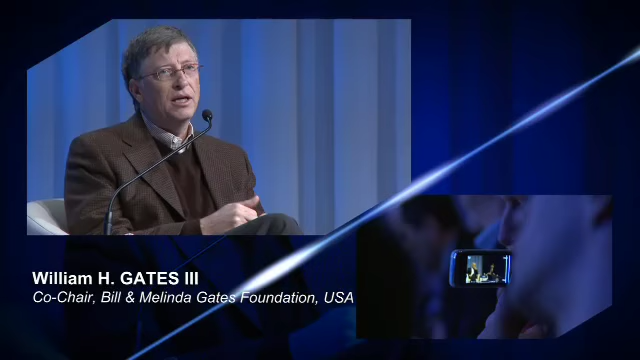 William H. GATES III
Co-Chair, Bill & Melinda Gates Foundation, USA